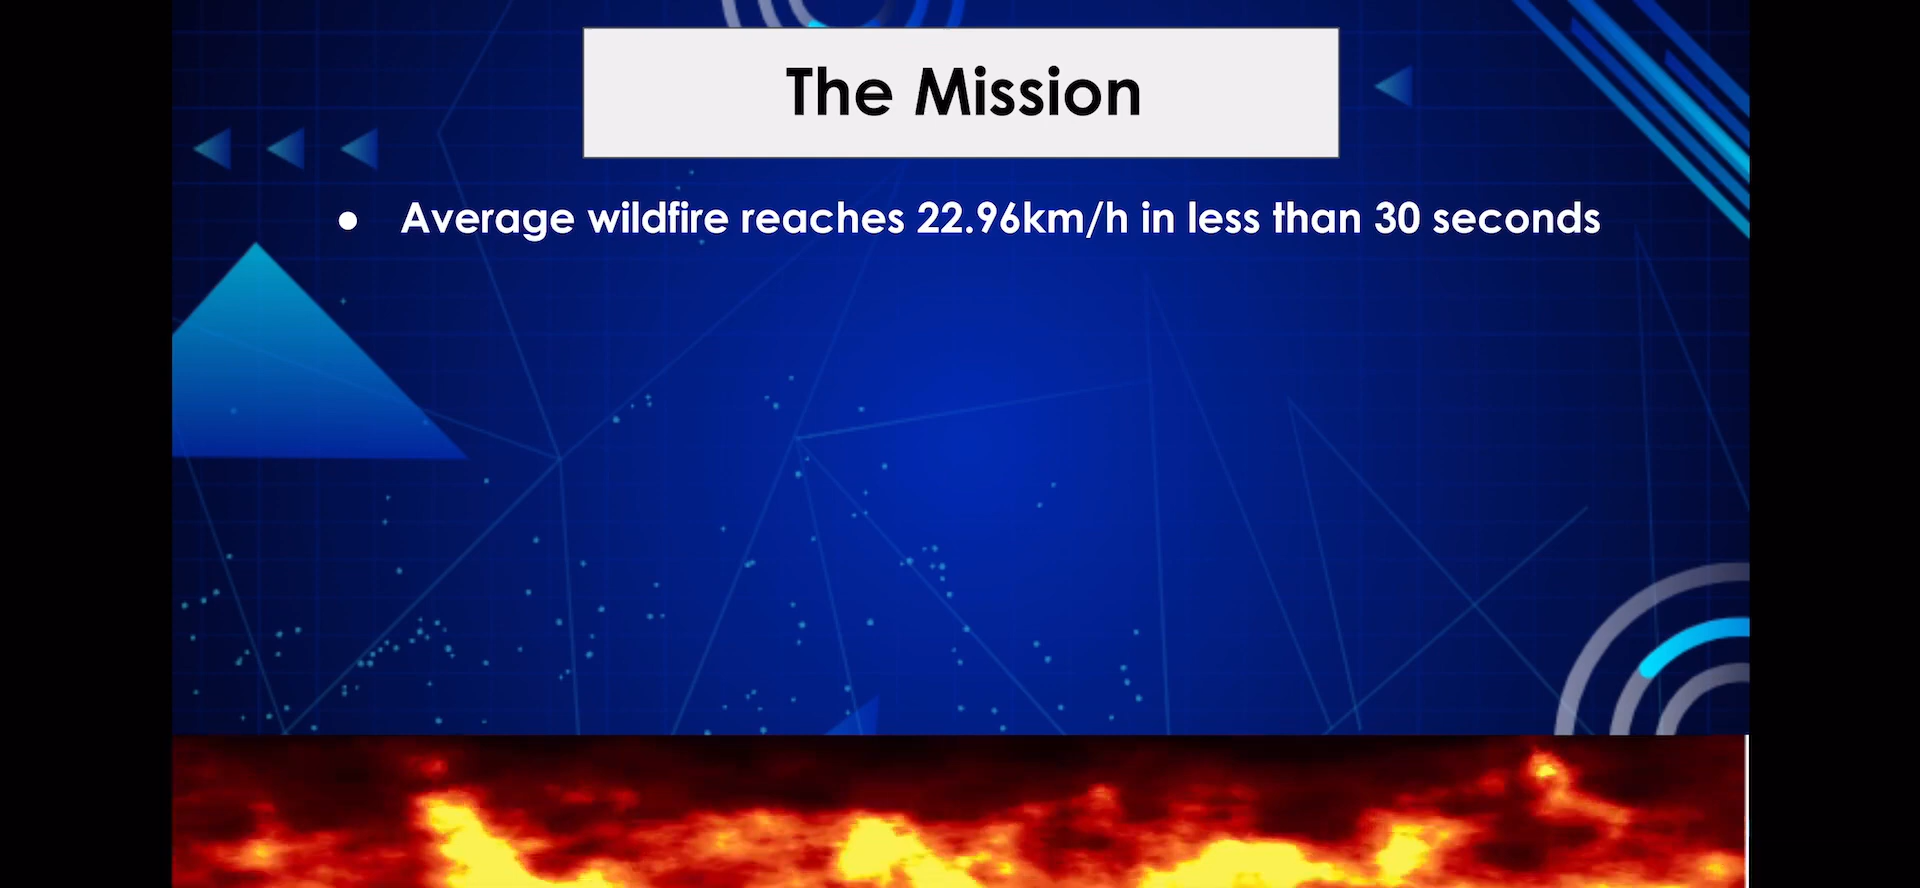 The Mission
● Average wildfire reaches 22.96km/h in less than 30 seconds